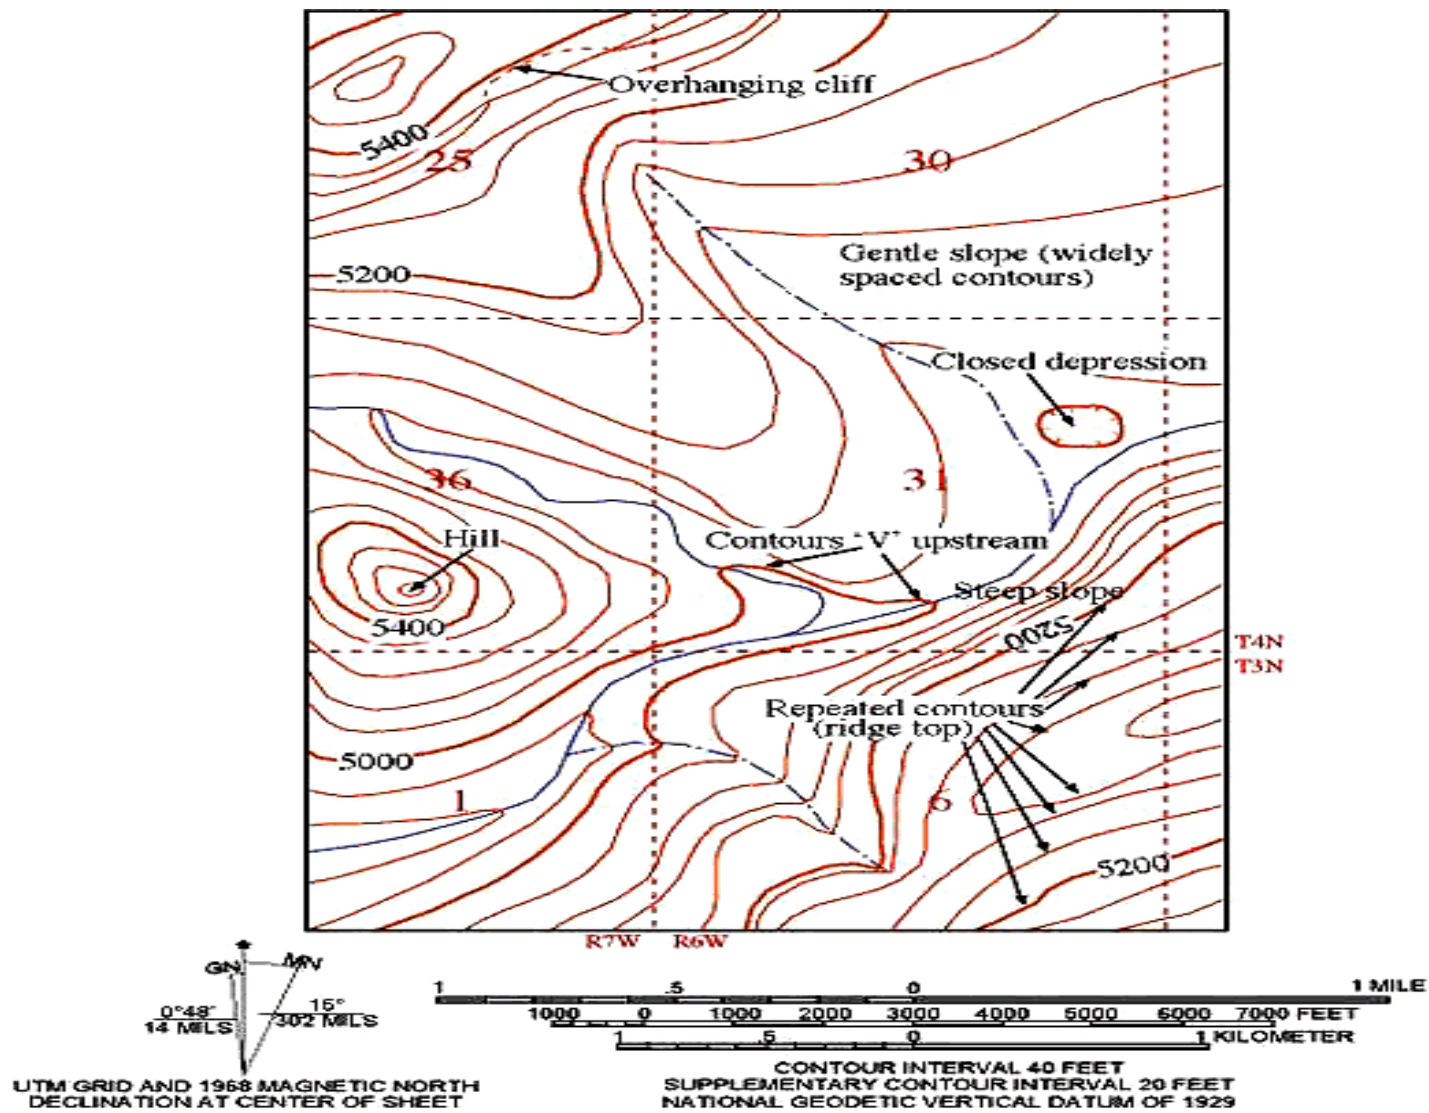 Overhanging cliff
5400
25
30
5200
Gentle slope (widely
spaced contours)
Closed depression
36
31
Hill
Contours 'V' upstream
Steep slope
5400
5200
T4N
T3N
Repeated contours
(ridge top)
5000
1
6
5200
R7W R6W
GN MN
0°48'
14 MILS
15°
302 MILS
UTM GRID AND 1968 MAGNETIC NORTH
DECLINATION AT CENTER OF SHEET
1 .5 0 1 MILE
1000 0 1000 2000 3000 4000 5000 6000 7000 FEET
1 .5 0 1 KILOMETER
CONTOUR INTERVAL 40 FEET
SUPPLEMENTARY CONTOUR INTERVAL 20 FEET
NATIONAL GEODETIC VERTICAL DATUM OF 1929